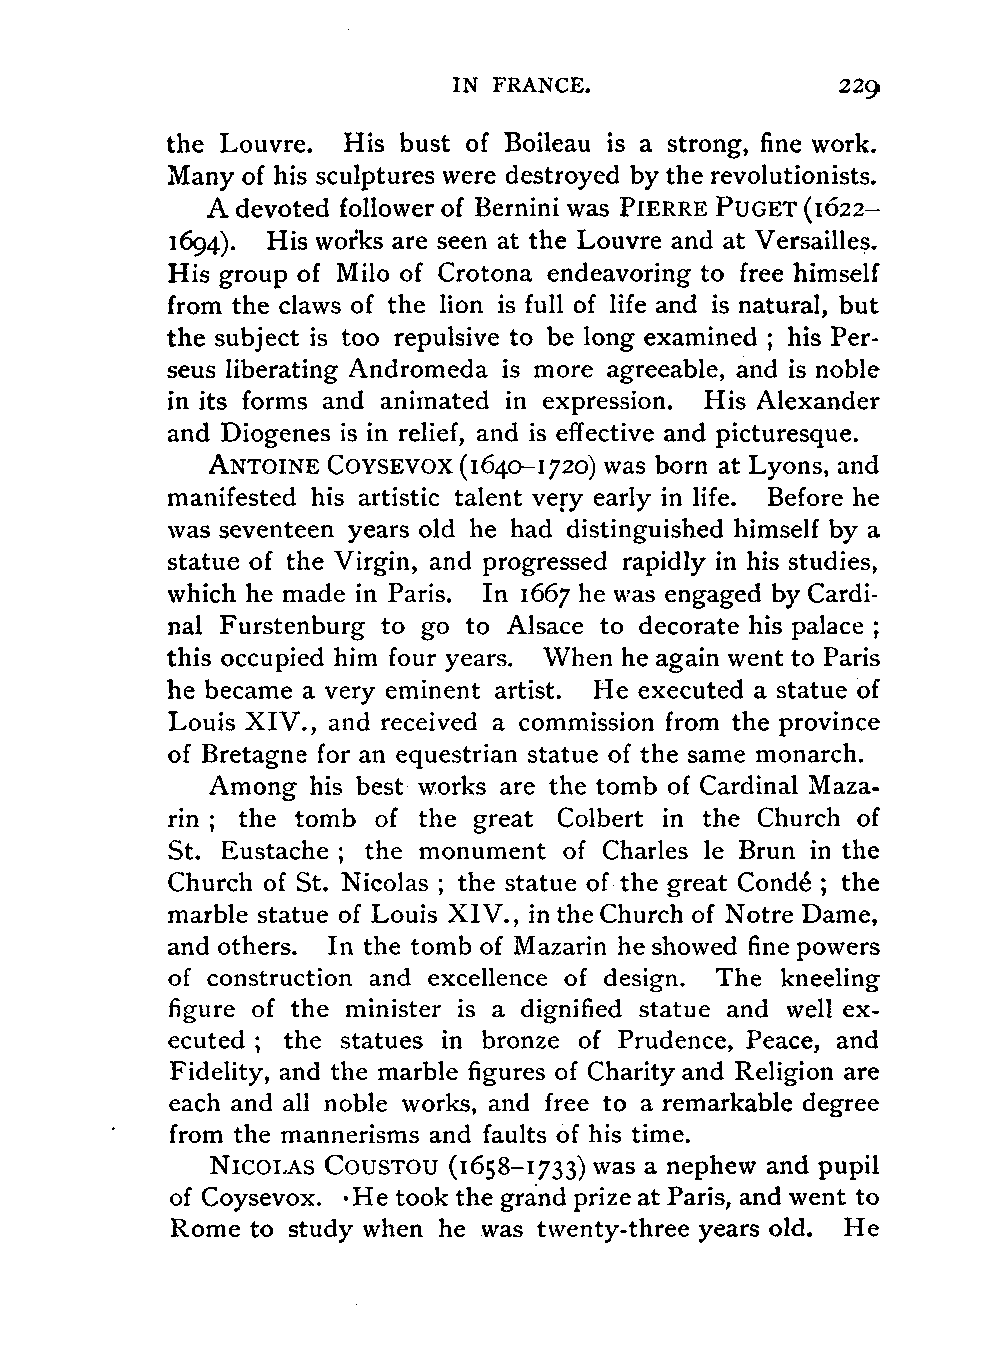 IN FRANCE. 229
the Louvre. His bust of Boileau is a strong, fine work.
Many of his sculptures were destroyed by the revolutionists.
A devoted follower of Bernini was PIERRE PUGET (1622–
1694). His works are seen at the Louvre and at Versailles.
His group of Milo of Crotona endeavoring to free himself
from the claws of the lion is full of life and is natural, but
the subject is too repulsive to be long examined ; his Per-
seus liberating Andromeda is more agreeable, and is noble
in its forms and animated in expression. His Alexander
and Diogenes is in relief, and is effective and picturesque.
ANTOINE COYSEVOX (1640–1720) was born at Lyons, and
manifested his artistic talent very early in life. Before he
was seventeen years old he had distinguished himself by a
statue of the Virgin, and progressed rapidly in his studies,
which he made in Paris. In 1667 he was engaged by Cardi-
nal Furstenburg to go to Alsace to decorate his palace ;
this occupied him four years. When he again went to Paris
he became a very eminent artist. He executed a statue of
Louis XIV., and received a commission from the province
of Bretagne for an equestrian statue of the same monarch.
Among his best works are the tomb of Cardinal Maza-
rin ; the tomb of the great Colbert in the Church of
St. Eustache ; the monument of Charles le Brun in the
Church of St. Nicolas ; the statue of the great Condé ; the
marble statue of Louis XIV., in the Church of Notre Dame,
and others. In the tomb of Mazarin he showed fine powers
of construction and excellence of design. The kneeling
figure of the minister is a dignified statue and well ex-
ecuted ; the statues in bronze of Prudence, Peace, and
Fidelity, and the marble figures of Charity and Religion are
each and all noble works, and free to a remarkable degree
from the mannerisms and faults of his time.
NICOLAS COUSTOU (1658–1733) was a nephew and pupil
of Coysevox. He took the grand prize at Paris, and went to
Rome to study when he was twenty-three years old. He